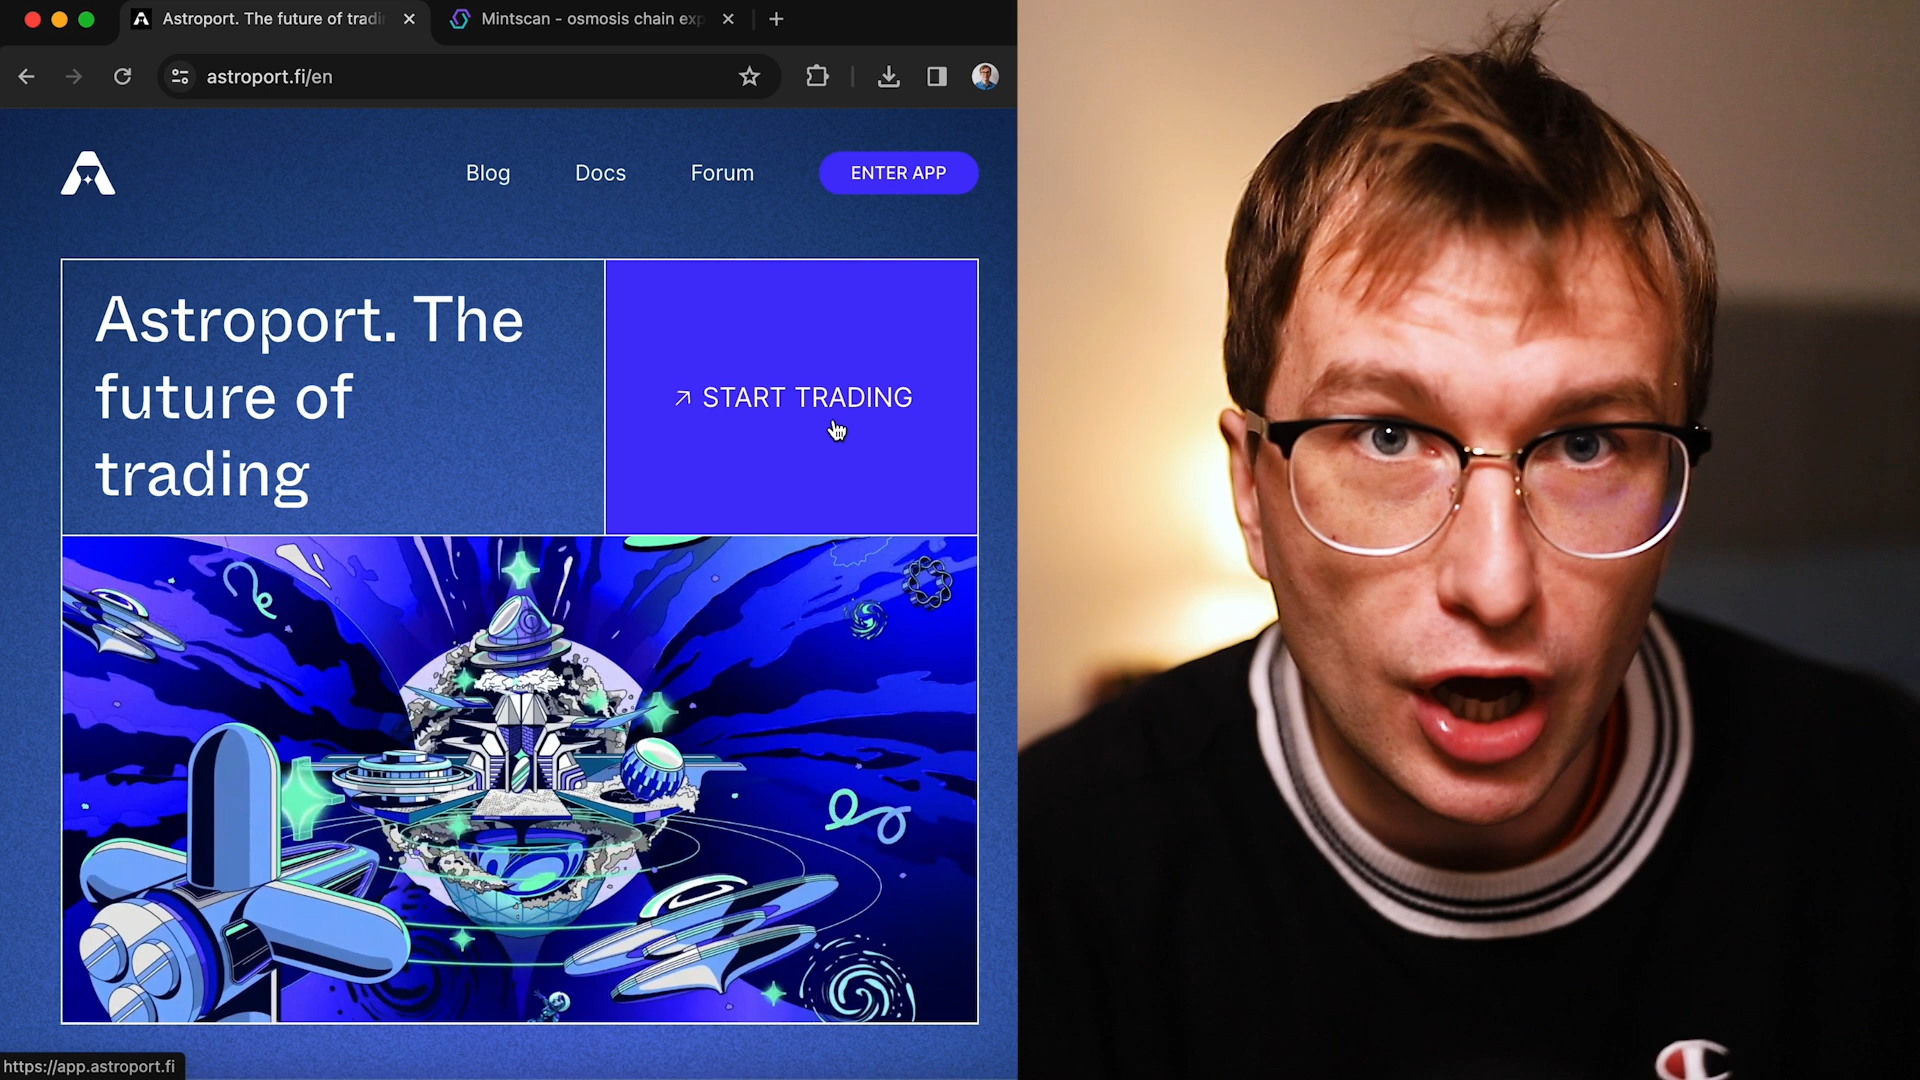 Astroport. The future of tradi
Mintscan - osmosis chain exp
astroport.fi/en
Blog
Docs
Forum
ENTER APP
Astroport. The
future of
trading
START TRADING
https://app.astroport.fi